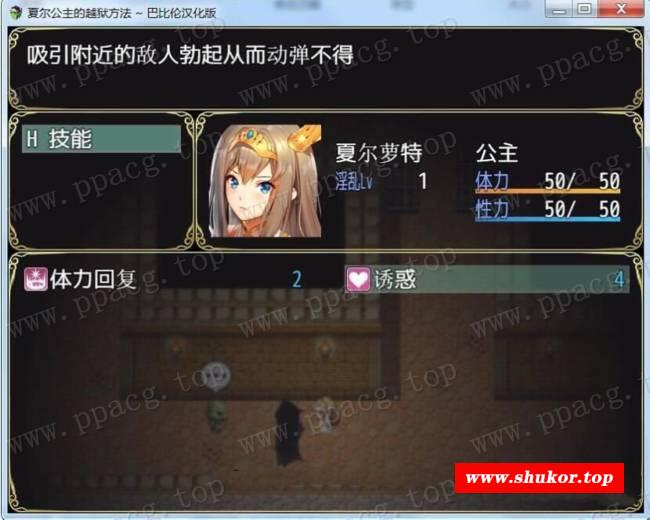 夏尔公主的越狱方法 ~ 巴比伦汉化版
吸引附近的敌人勃起从而动弹不得
H 技能
夏尔萝特 公主
淫乱Lv 1 体力 50/ 50
性力 50/ 50
体力回复 2 诱惑 4
www.ppacg.top
www.shukor.top